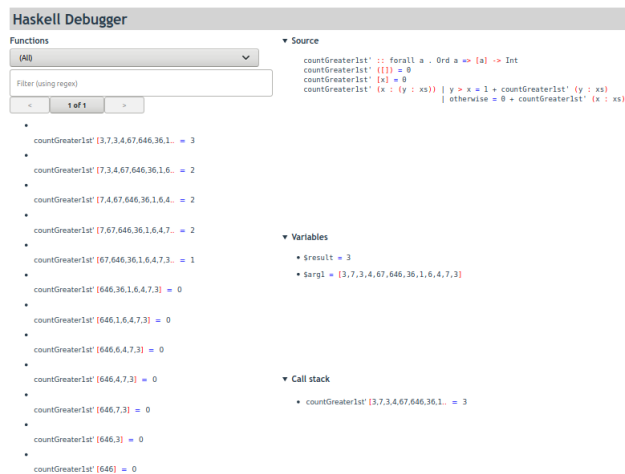 Haskell Debugger
Functions
(All)
Filter (using regex)
< 1 of 1 >
countGreater1st' [3,7,3,4,67,646,36,1.. = 3
countGreater1st' [7,3,4,67,646,36,1,6.. = 2
countGreater1st' [7,4,67,646,36,1,6,4.. = 2
countGreater1st' [7,67,646,36,1,6,4,7.. = 2
countGreater1st' [67,646,36,1,6,4,7,3.. = 1
countGreater1st' [646,36,1,6,4,7,3] = 0
countGreater1st' [646,1,6,4,7,3] = 0
countGreater1st' [646,6,4,7,3] = 0
countGreater1st' [646,4,7,3] = 0
countGreater1st' [646,7,3] = 0
countGreater1st' [646,3] = 0
countGreater1st' [646] = 0
▼ Source
countGreater1st' :: forall a . Ord a => [a] -> Int
countGreater1st' ([]) = 0
countGreater1st' [x] = 0
countGreater1st' (x : (y : xs)) | y > x = 1 + countGreater1st' (y : xs)
| otherwise = 0 + countGreater1st' (x : xs)
▼ Variables
• $result = 3
• $arg1 = [3,7,3,4,67,646,36,1,6,4,7,3]
▼ Call stack
• countGreater1st' [3,7,3,4,67,646,36,1.. = 3